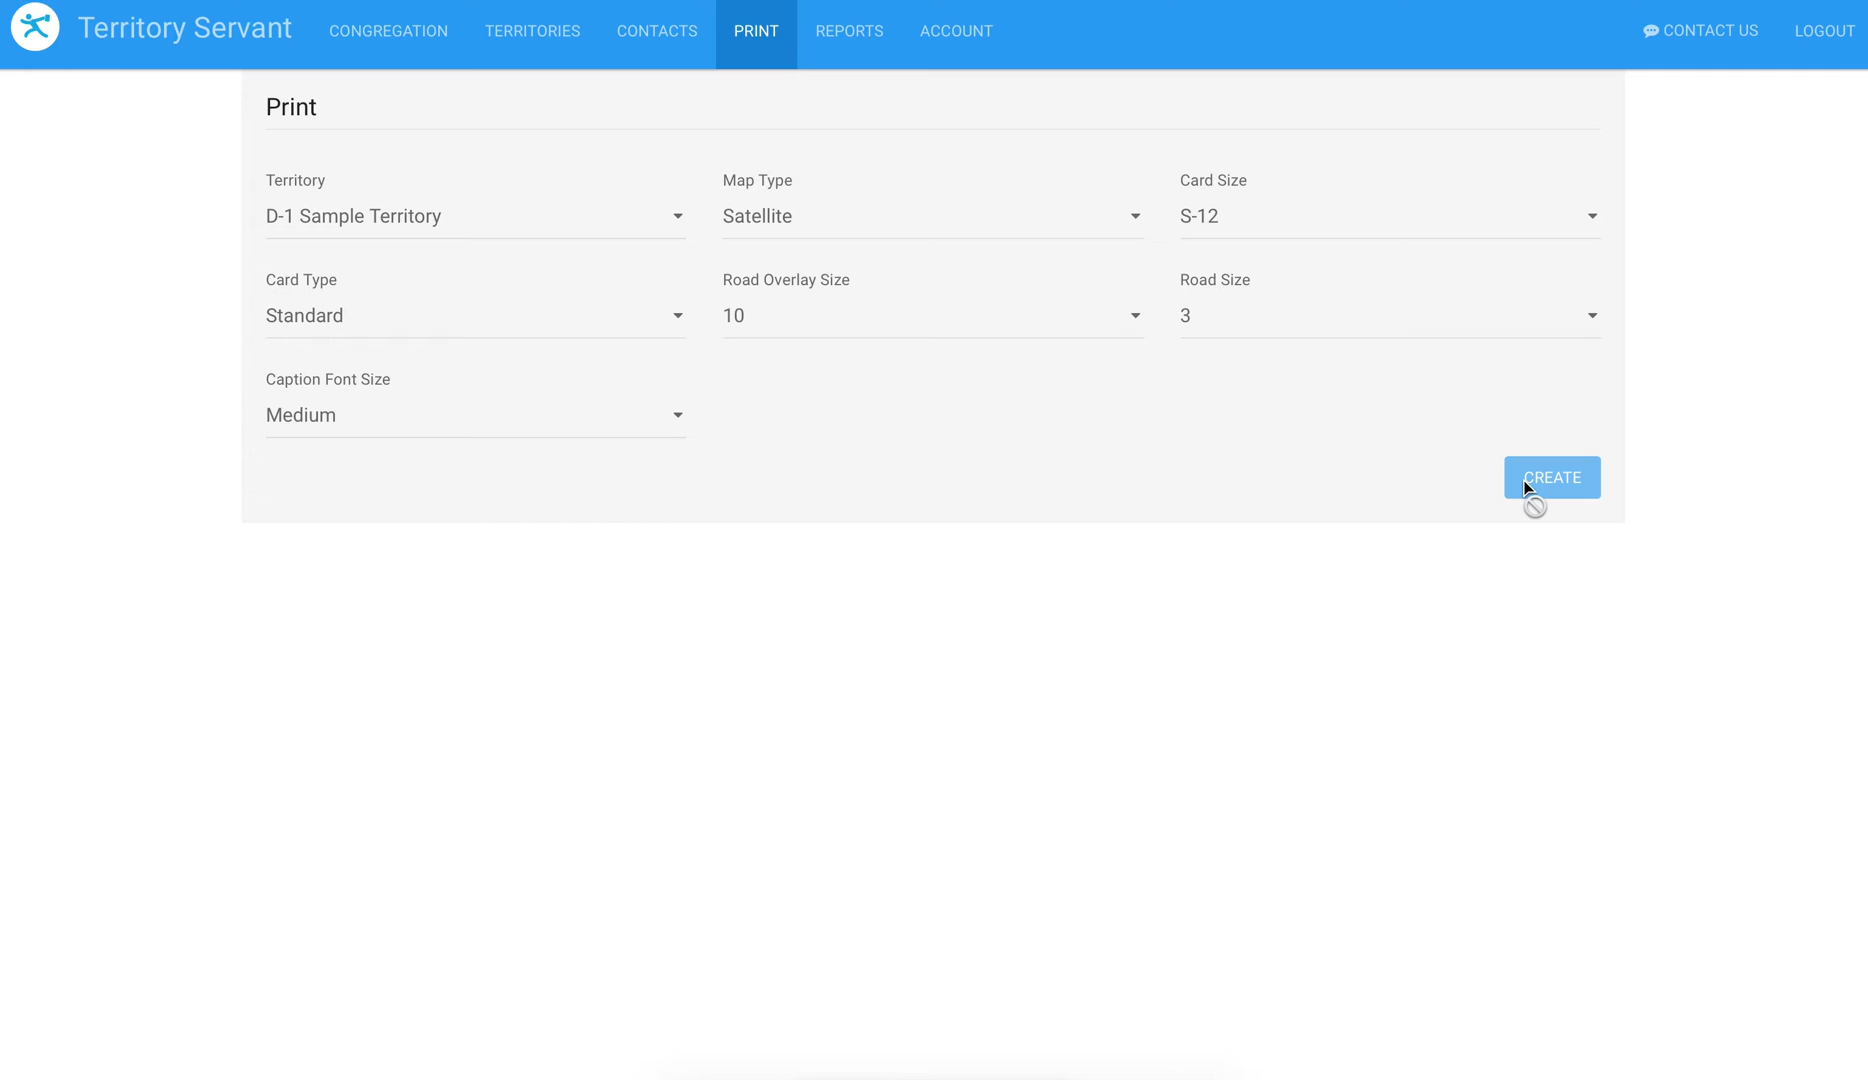 Territory Servant
CONGREGATION
TERRITORIES
CONTACTS
PRINT
REPORTS
ACCOUNT
CONTACT US
LOGOUT
Print
Territory
Map Type
Card Size
D-1 Sample Territory
Satellite
S-12
Card Type
Road Overlay Size
Road Size
Standard
10
3
Caption Font Size
Medium
CREATE